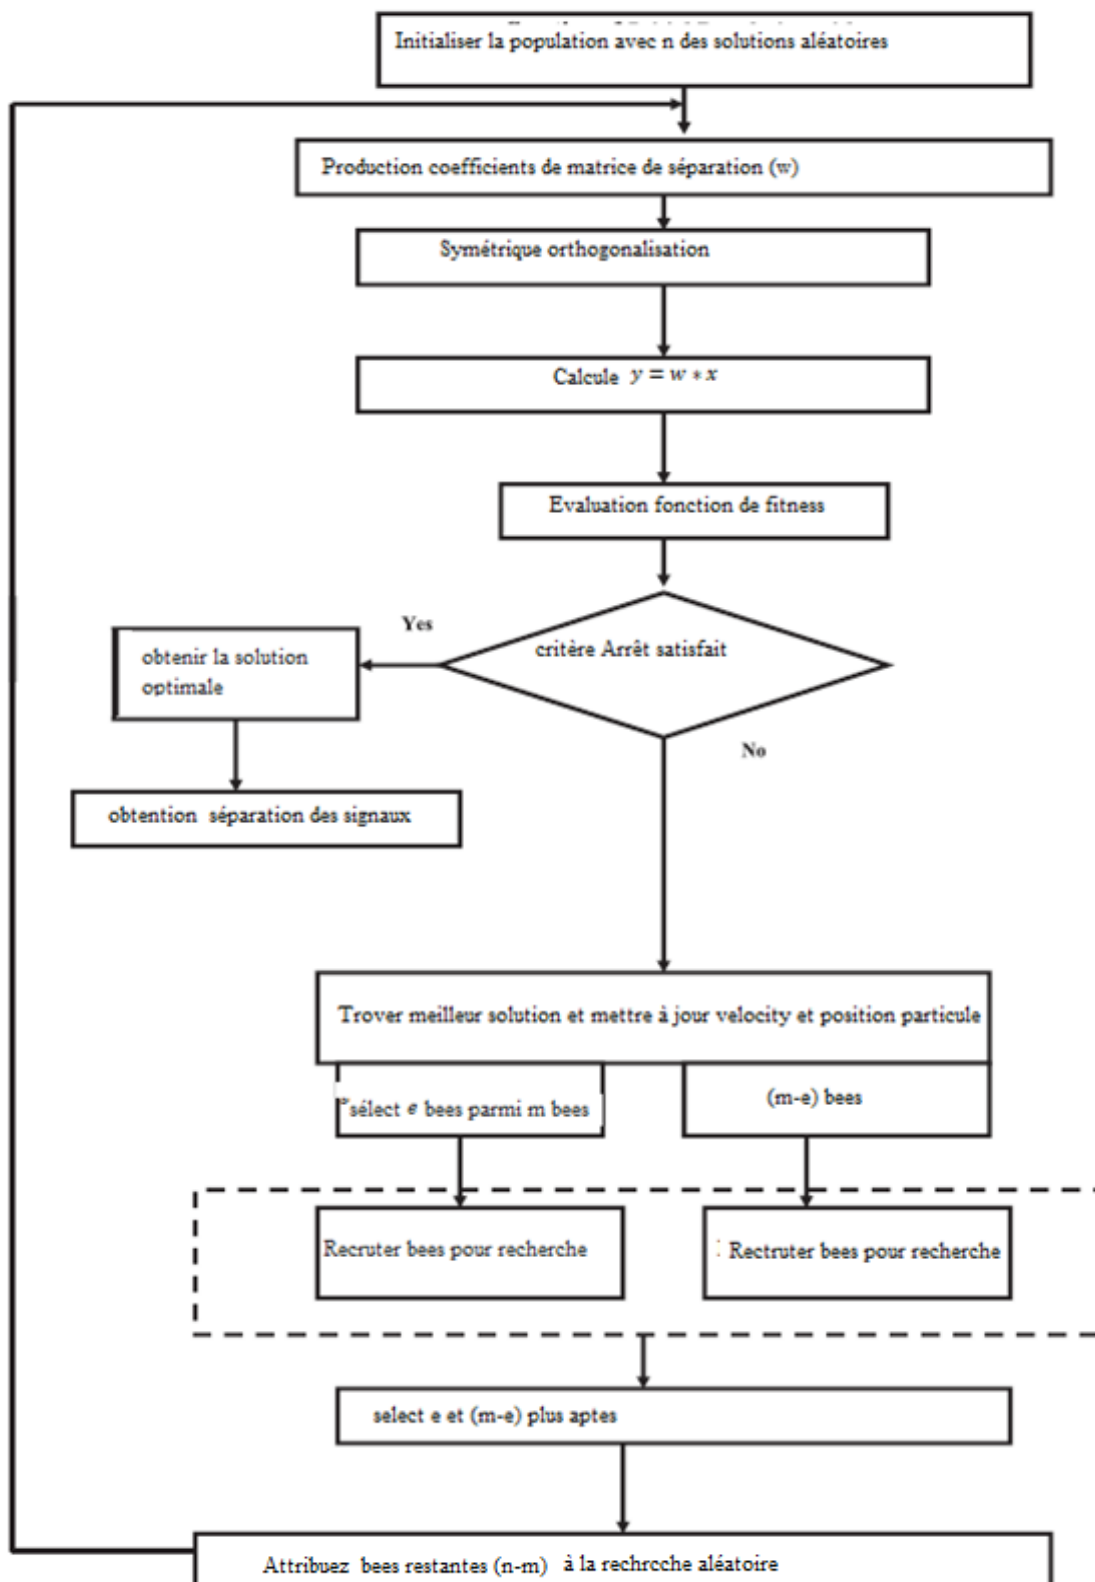 Initialiser la population avec n des solutions aléatoires
Production coefficients de matrice de séparation (w)
Symétrique orthogonalisation
Calcule y = w * x
Evaluation fonction de fitness
critère Arrêt satisfait
Yes
obtenir la solution
optimale
No
obtention séparation des signaux
Trover meilleur solution et mettre à jour velocity et position particule
sélect e bees parmi m bees
(m-e) bees
Recruter bees pour recherche
Rectruter bees pour recherche
select e et (m-e) plus aptes
Attribuez bees restantes (n-m) à la rechrcche aléatoire